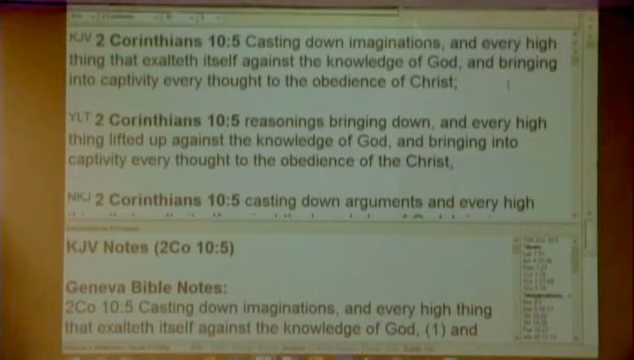 KJV 2 Corinthians 10:5 Casting down imaginations, and every high
thing that exalteth itself against the knowledge of God, and bringing
into captivity every thought to the obedience of Christ;
YLT 2 Corinthians 10:5 reasonings bringing down, and every high
thing lifted up against the knowledge of God, and bringing into
captivity every thought to the obedience of the Christ,
NKJ 2 Corinthians 10:5 casting down arguments and every high
KJV Notes (2Co 10:5)
Geneva Bible Notes:
2Co 10:5 Casting down imaginations, and every high thing
that exalteth itself against the knowledge of God, (1) and